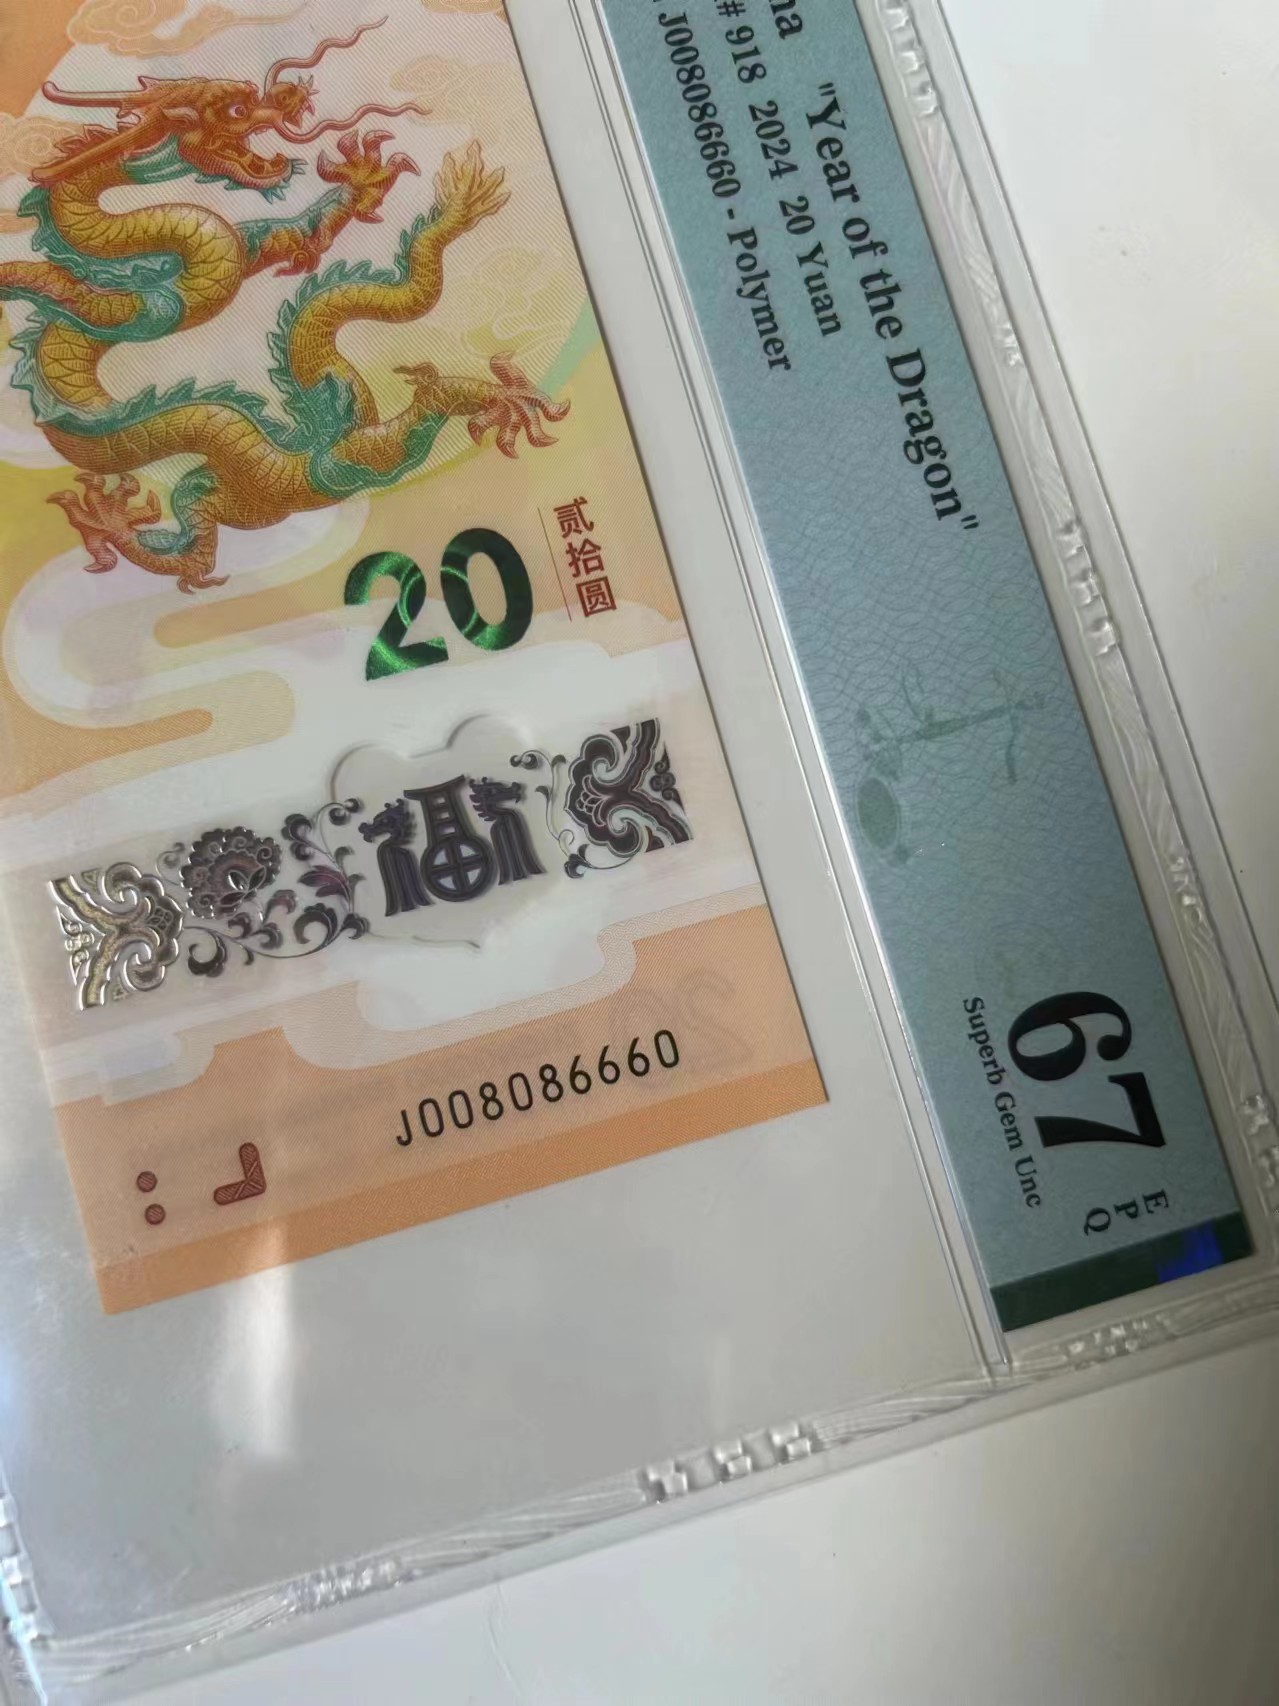 20
贰拾圆
福
J008086660
na "Year of the Dragon"
# 918 2024 20 Yuan
J008086660 - Polymer
67
Superb Gem Unc
E
P
Q